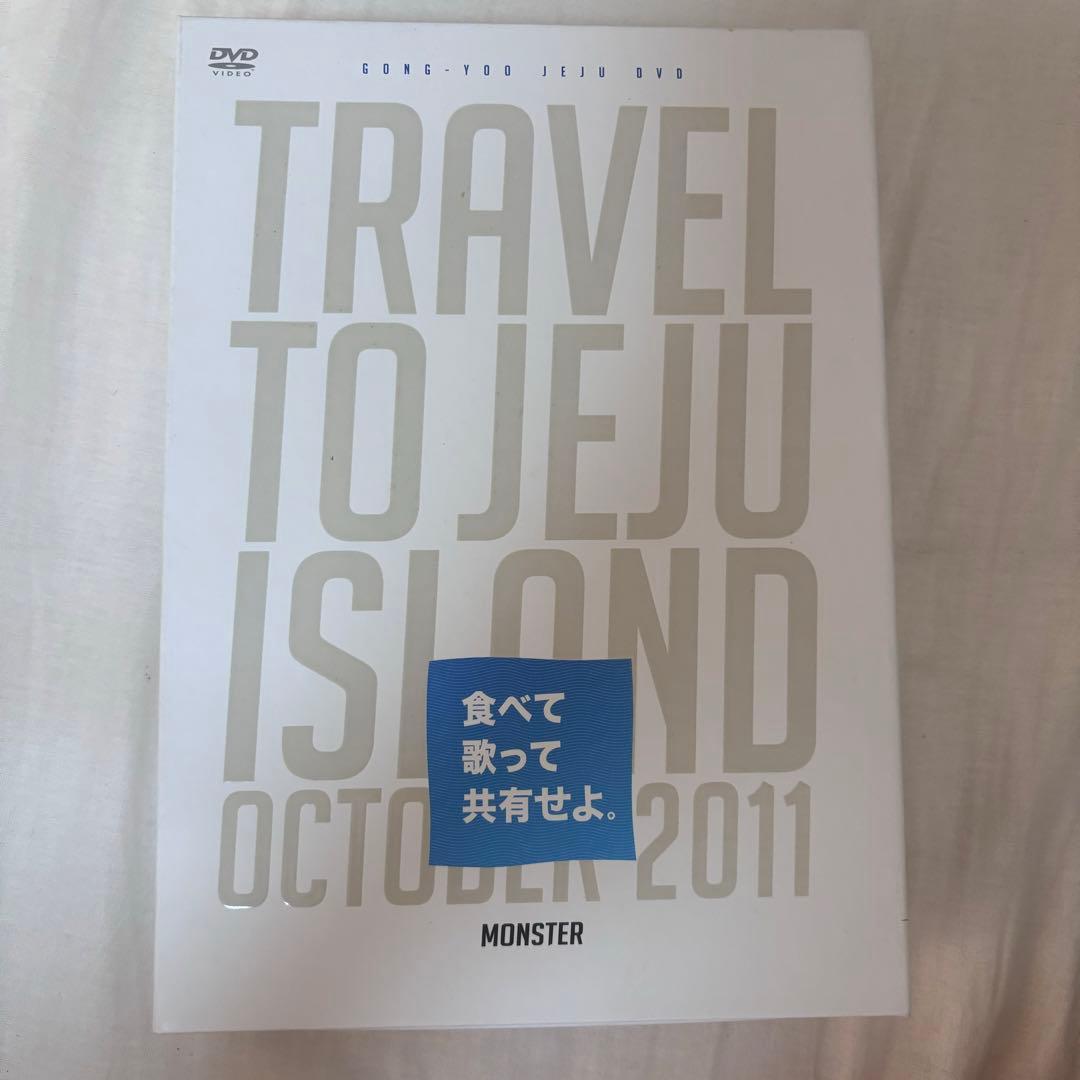 DVD
VIDEO
GONG-YOO JEJU DVD
TRAVEL
TO JEJU
ISLAND
食べて
歌って
共有せよ。
OCTOBER 2011
MONSTER